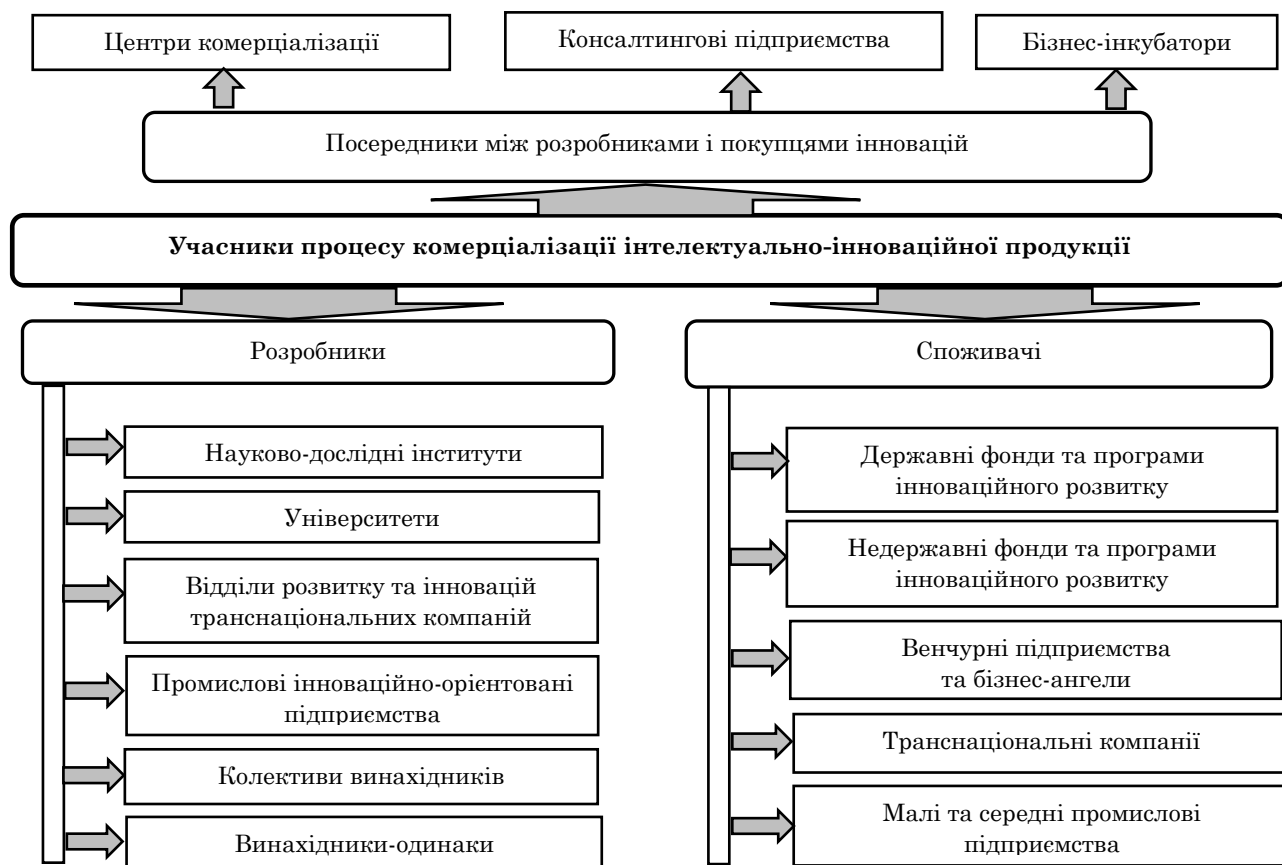 Центри комерціалізації
Консалтингові підприємства
Бізнес-інкубатори
Посередники між розробниками і покупцями інновацій
Учасники процесу комерціалізації інтелектуально-інноваційної продукції
Розробники
Науково-дослідні інститути
Університети
Відділи розвитку та інновацій
транснаціональних компаній
Промислові інноваційно-орієнтовані
підприємства
Колективи винахідників
Винахідники-одинаки
Споживачі
Державні фонди та програми
інноваційного розвитку
Недержавні фонди та програми
інноваційного розвитку
Венчурні підприємства
та бізнес-ангели
Транснаціональні компанії
Малі та середні промислові
підприємства